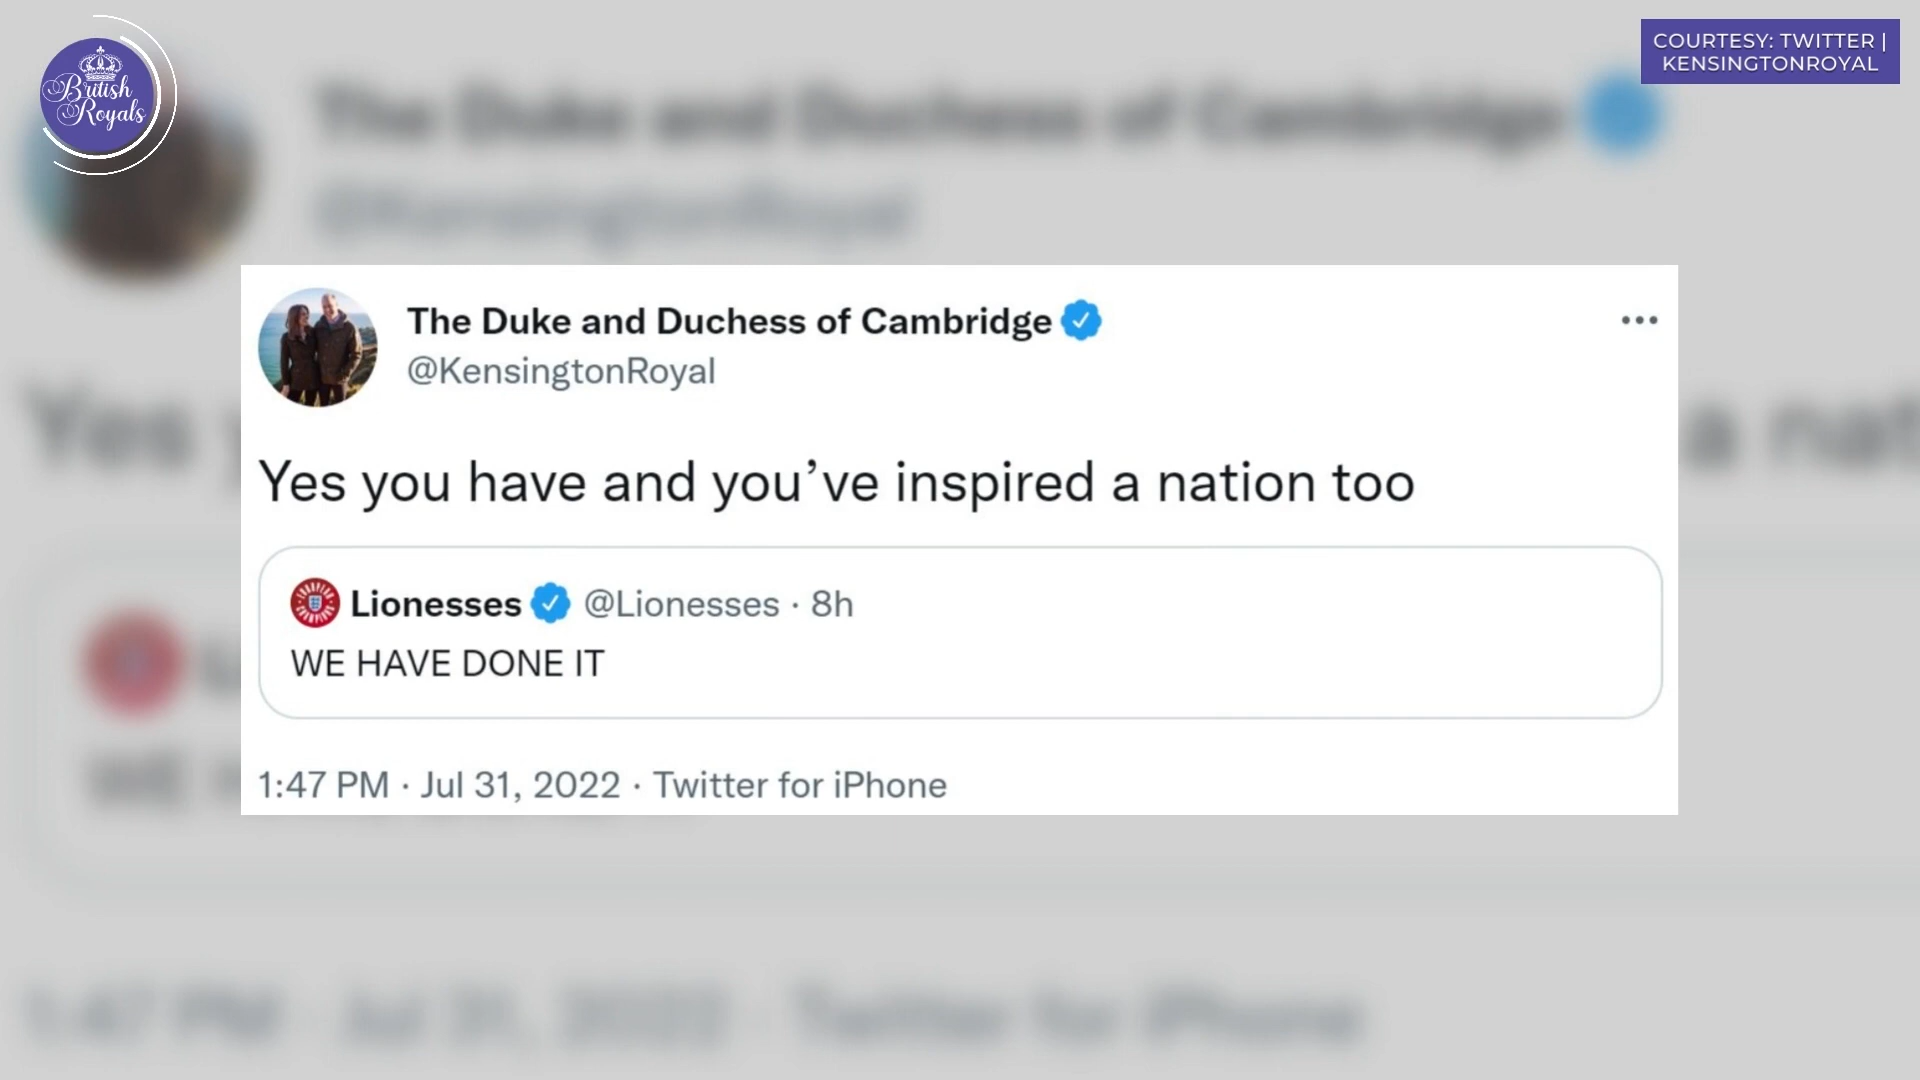 British
Royals
COURTESY: TWITTER |
KENSINGTONROYAL
The Duke and Duchess of Cambridge
@KensingtonRoyal
Yes you have and you’ve inspired a nation too
Lionesses @Lionesses · 8h
WE HAVE DONE IT
1:47 PM · Jul 31, 2022 · Twitter for iPhone